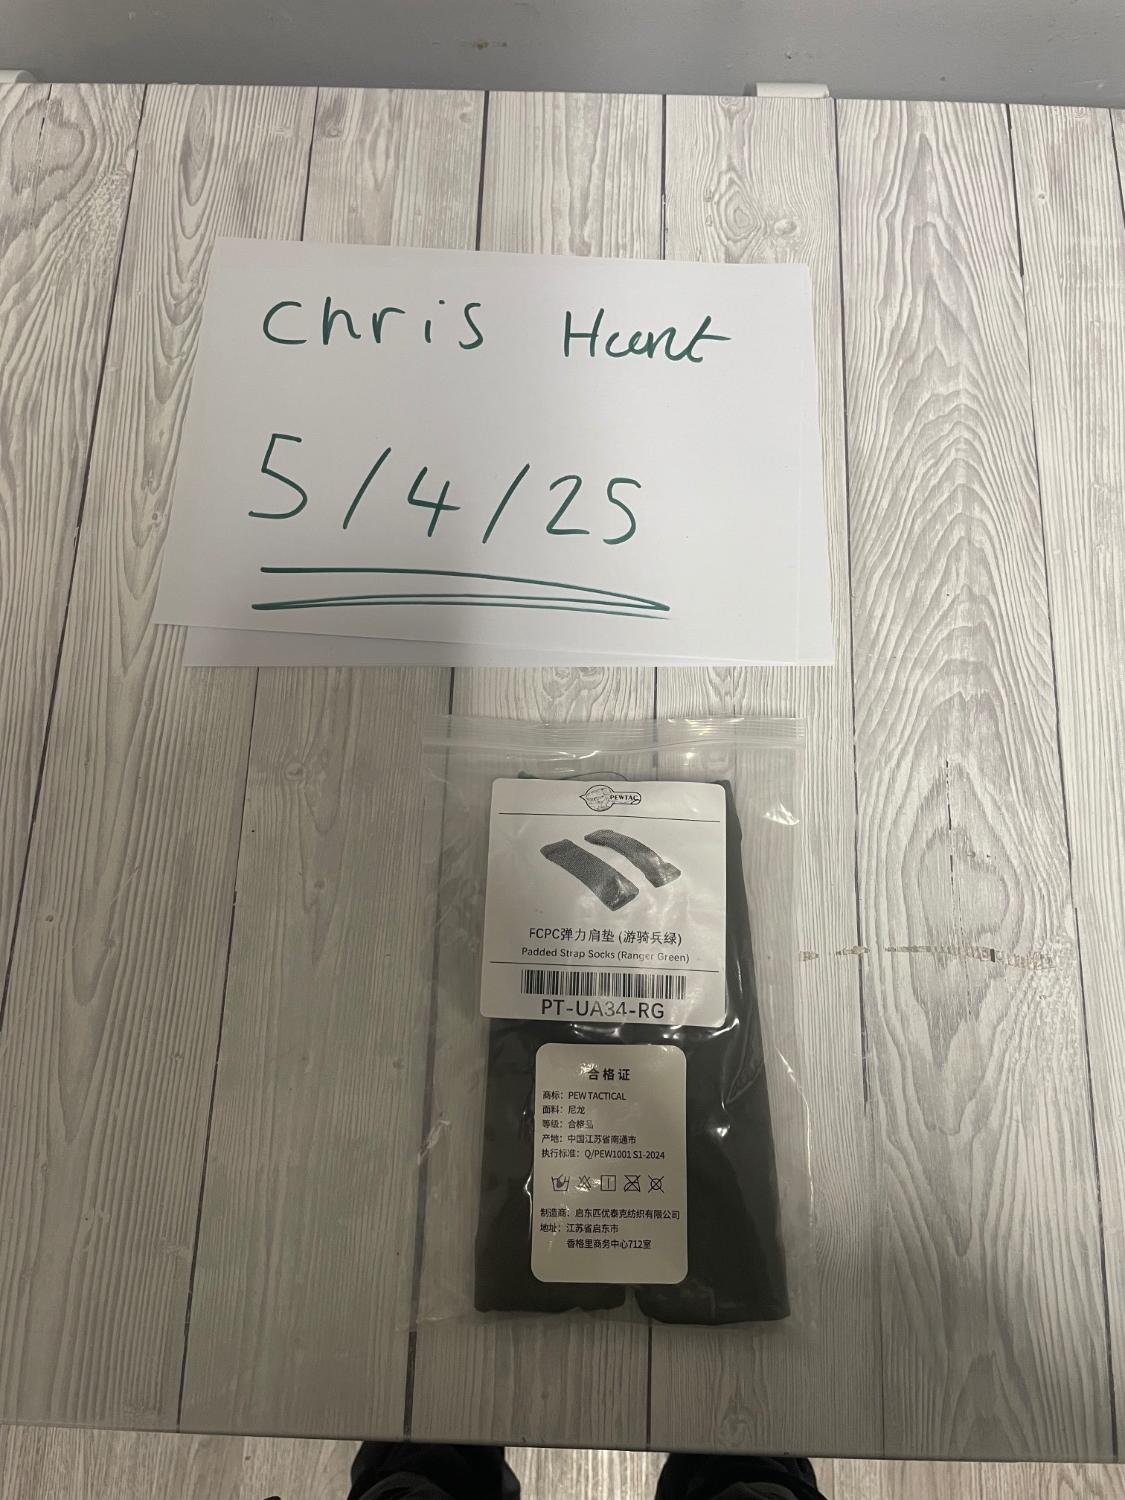 Chris Hunt
5/4/25
PEWTAC
FCPC弹力肩垫 (游骑兵绿)
Padded Strap Socks (Ranger Green)
PT-UA34-RG
合格证
商标： PEW TACTICAL
面料： 尼龙
等级： 合格品
产地： 中国江苏省南通市
执行标准： Q/PEW1001 S1-2024
制造商： 启东匹优泰克纺织有限公司
地址： 江苏省启东市
香格里商务中心712室